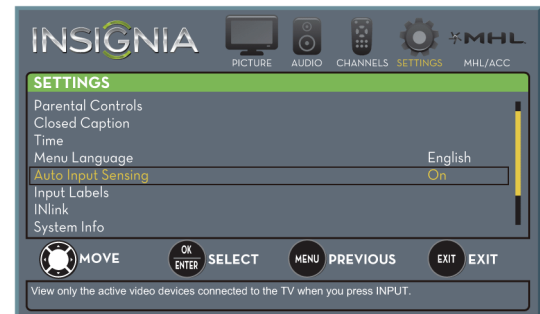 INSIGNIA
PICTURE AUDIO CHANNELS SETTINGS MHL/ACC
MHL
SETTINGS
Parental Controls
Closed Caption
Time
Menu Language English
Auto Input Sensing On
Input Labels
INlink
System Info
MOVE OK ENTER SELECT MENU PREVIOUS EXIT EXIT
View only the active video devices connected to the TV when you press INPUT.